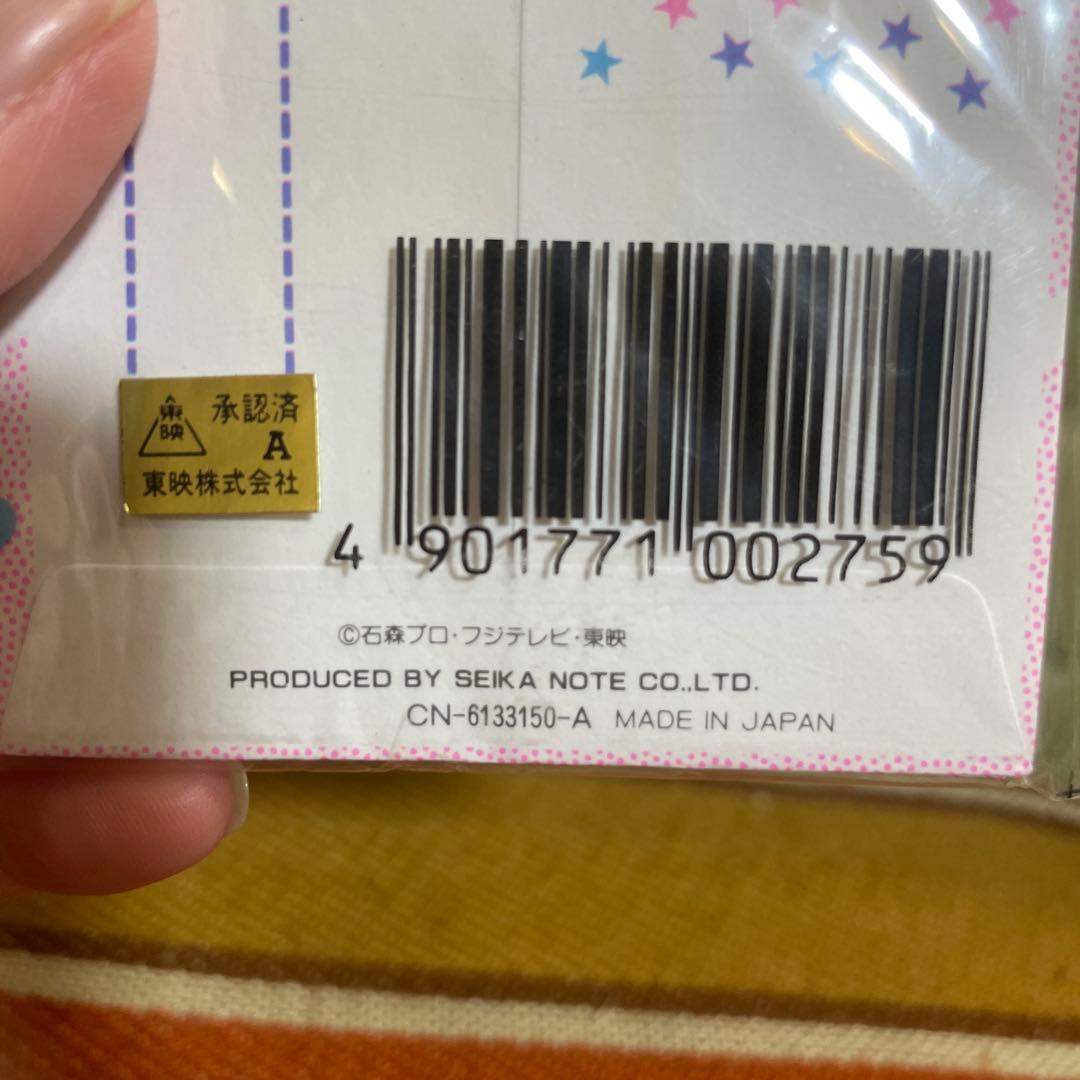 東映
承認済
A
東映株式会社
4 901771 002759
©石森プロ・フジテレビ・東映
PRODUCED BY SEIKA NOTE CO.,LTD.
CN-6133150-A MADE IN JAPAN